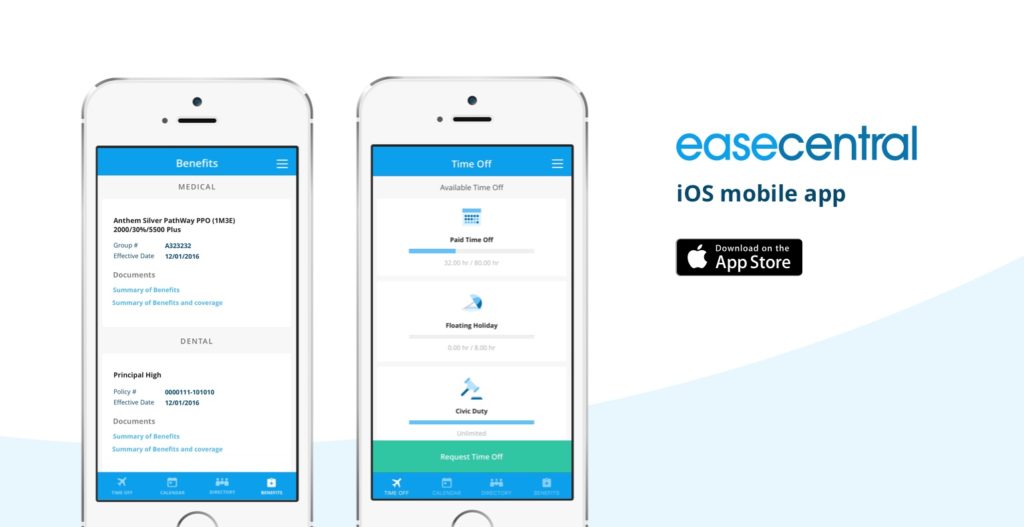 Benefits
MEDICAL
Anthem Silver PathWay PPO (1M3E)
2000/30%/5500 Plus
Group # A323232
Effective Date 12/01/2016
Documents
Summary of Benefits
Summary of Benefits and coverage
DENTAL
Principal High
Policy # 0000111-101010
Effective Date 12/01/2016
Documents
Summary of Benefits
Summary of Benefits and coverage
TIME OFF CALENDAR DIRECTORY BENEFITS
Time Off
Available Time Off
Paid Time Off
32:00 hr / 80.00 hr
Floating Holiday
0.00 hr / 8.00 hr
Civic Duty
Unlimited
Request Time Off
TIME OFF CALENDAR DIRECTORY BENEFITS
easecentral
iOS mobile app
Download on the
App Store